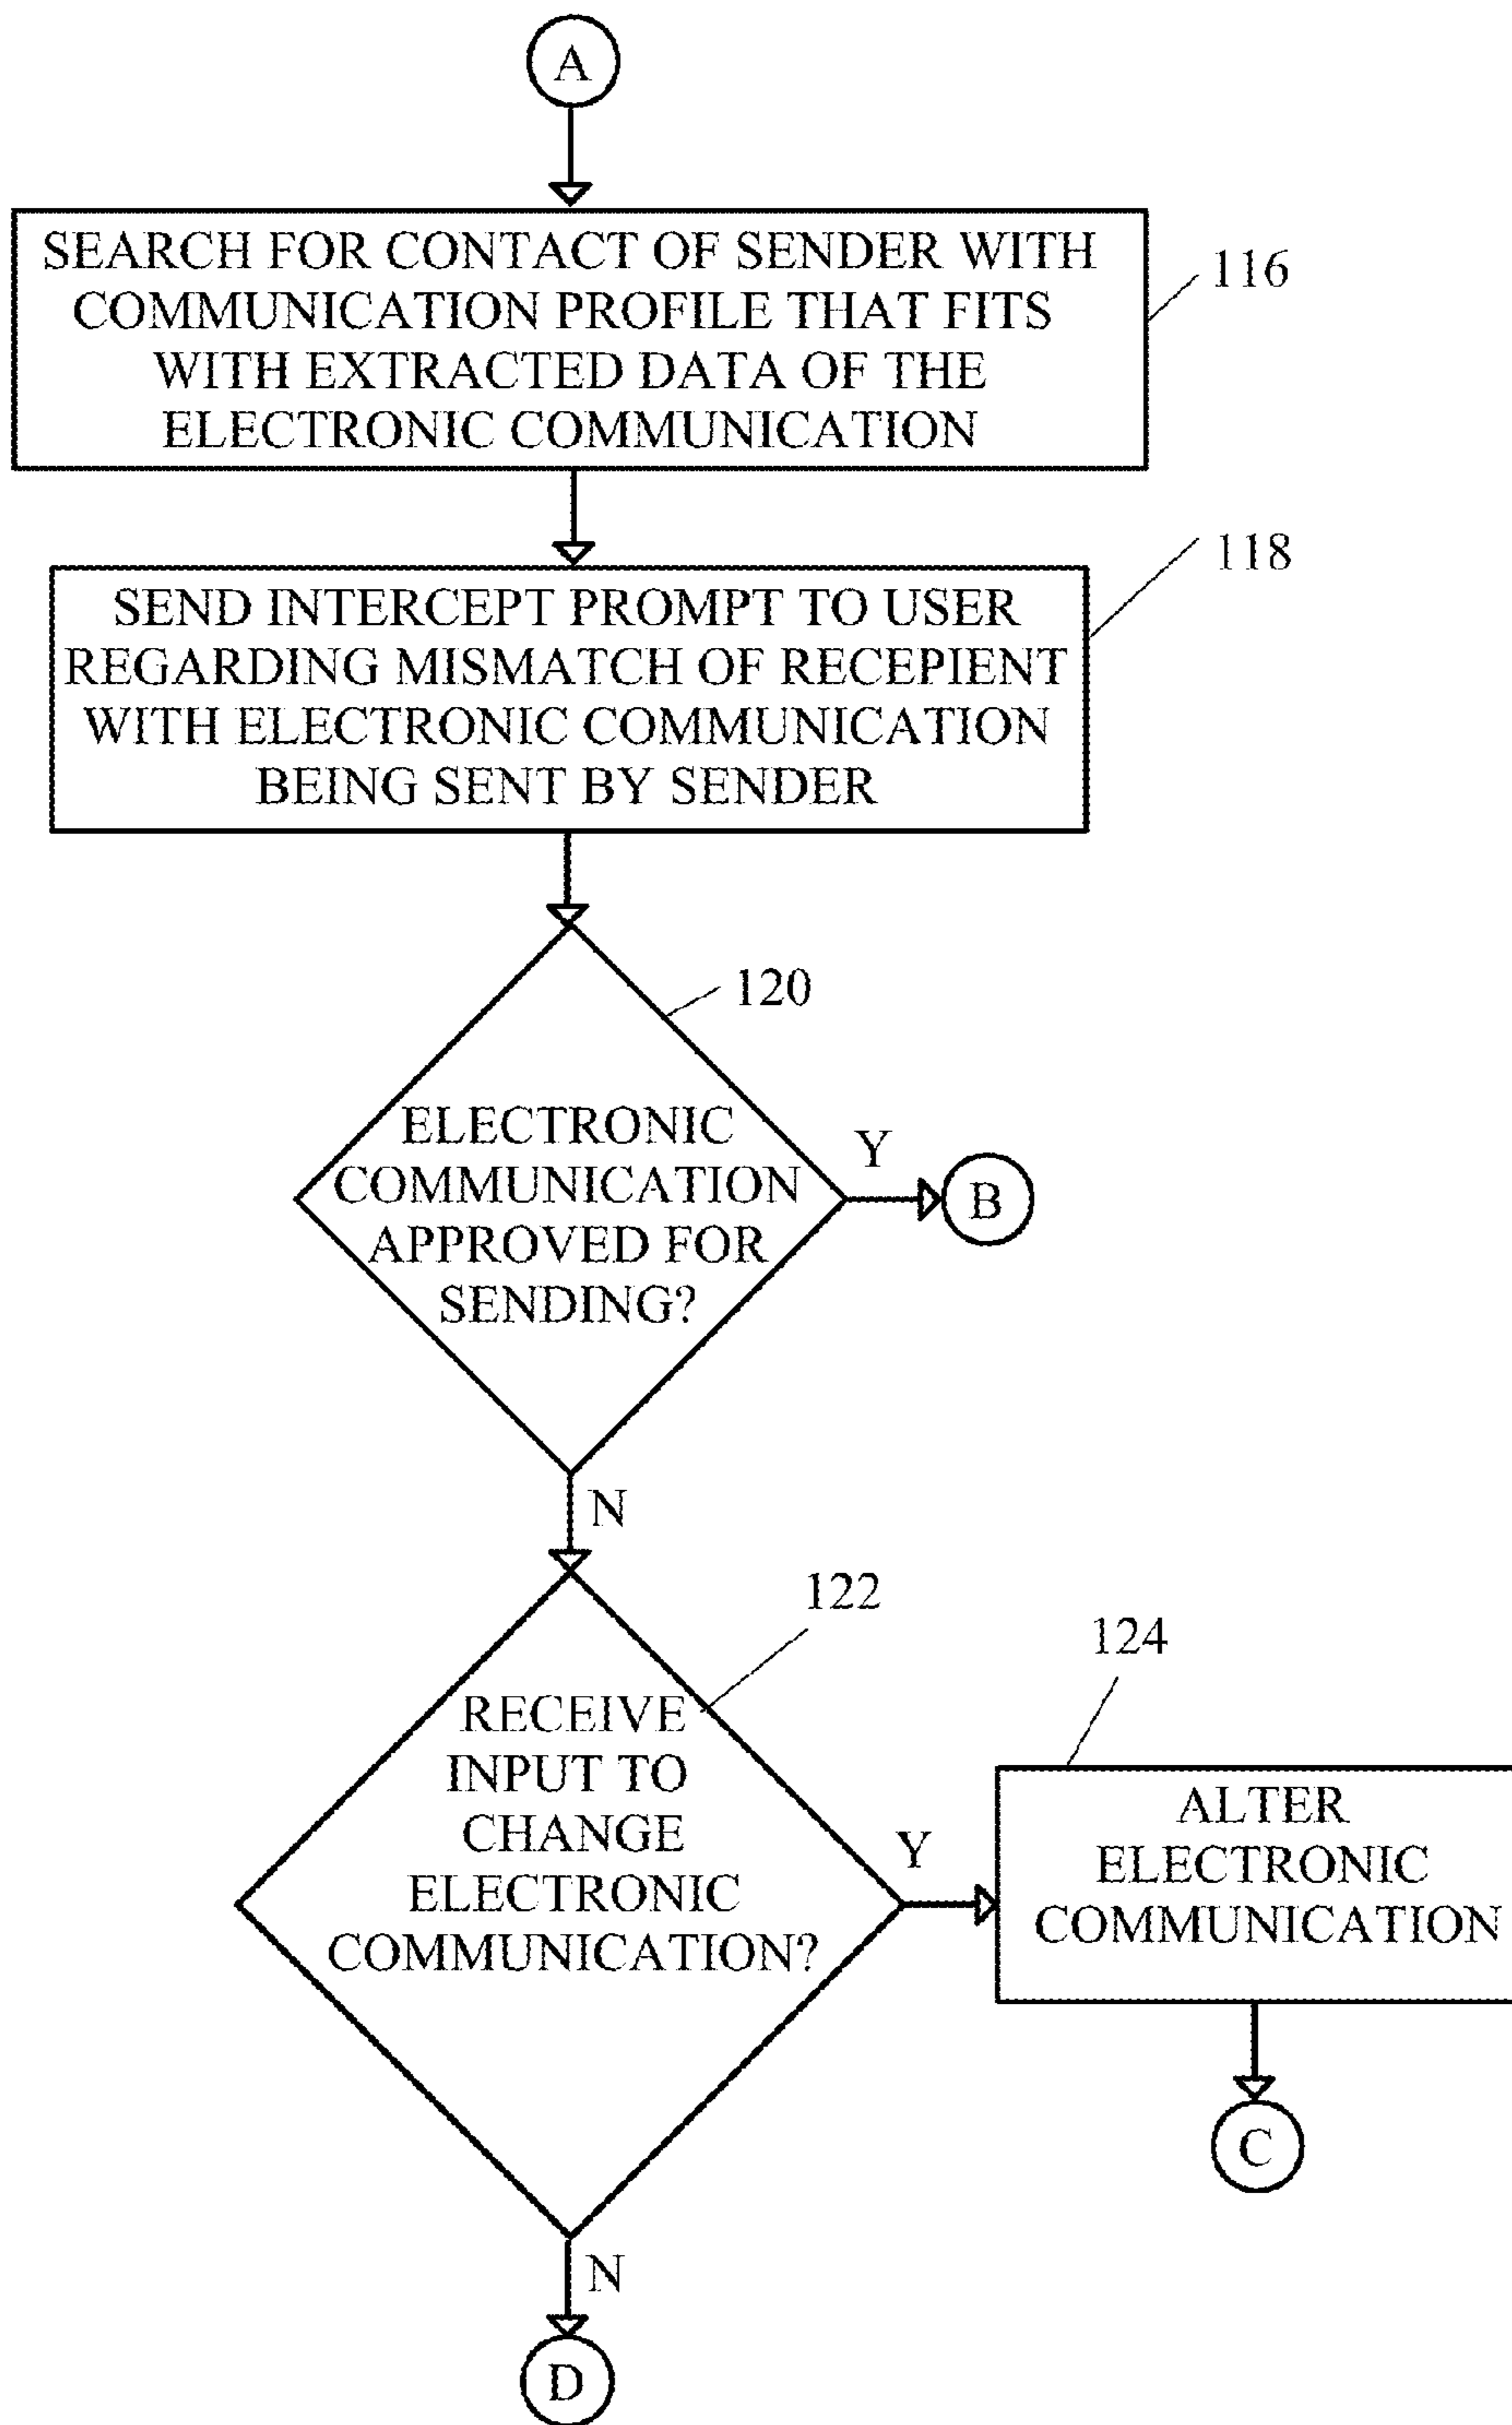 A
SEARCH FOR CONTACT OF SENDER WITH
COMMUNICATION PROFILE THAT FITS
WITH EXTRACTED DATA OF THE
ELECTRONIC COMMUNICATION
116
SEND INTERCEPT PROMPT TO USER
REGARDING MISMATCH OF RECEPIENT
WITH ELECTRONIC COMMUNICATION
BEING SENT BY SENDER
118
120
ELECTRONIC
COMMUNICATION
APPROVED FOR
SENDING?
Y
B
N
122
RECEIVE
INPUT TO
CHANGE
ELECTRONIC
COMMUNICATION?
Y
124
ALTER
ELECTRONIC
COMMUNICATION
C
N
D